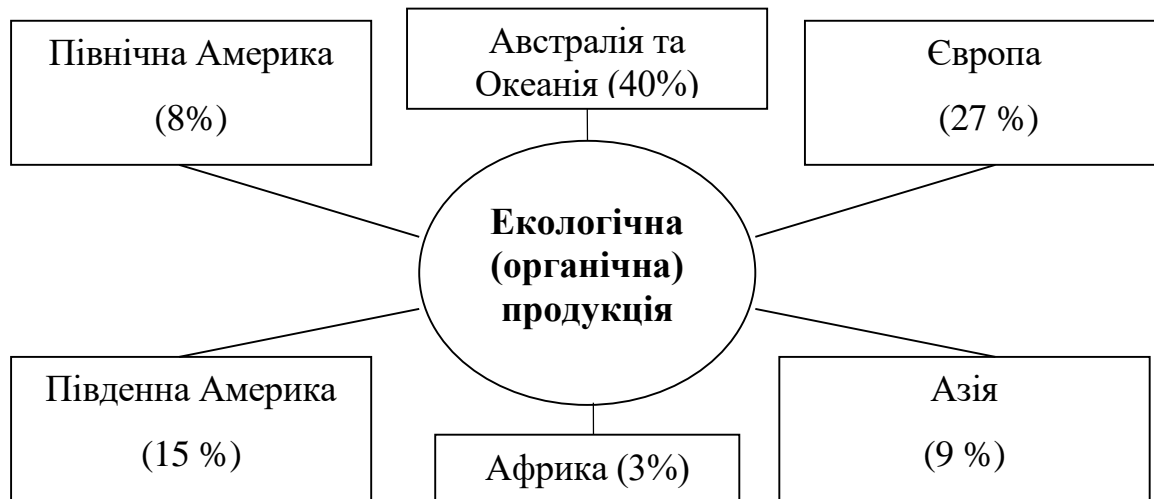 Північна Америка
(8%)
Австралія та
Океанія (40%)
Європа
(27 %)
Екологічна
(органічна)
продукція
Південна Америка
(15 %)
Африка (3%)
Азія
(9 %)